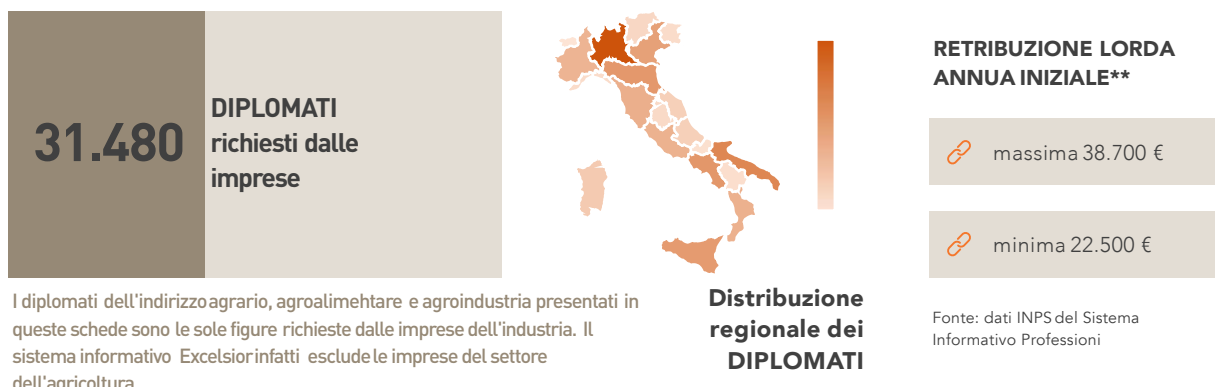 31.480
DIPLOMATI
richiesti dalle
imprese
I diplomati dell'indirizzo agrario, agroalimehtare e agroindustria presentati in
queste schede sono le sole figure richieste dalle imprese dell'industria. Il
sistema informativo Excelsior infatti esclude le imprese del settore
dell'agricoltura
Distribuzione
regionale dei
DIPLOMATI
RETRIBUZIONE LORDA
ANNUA INIZIALE**
massima 38.700 €
minima 22.500 €
Fonte: dati INPS del Sistema
Informativo Professioni